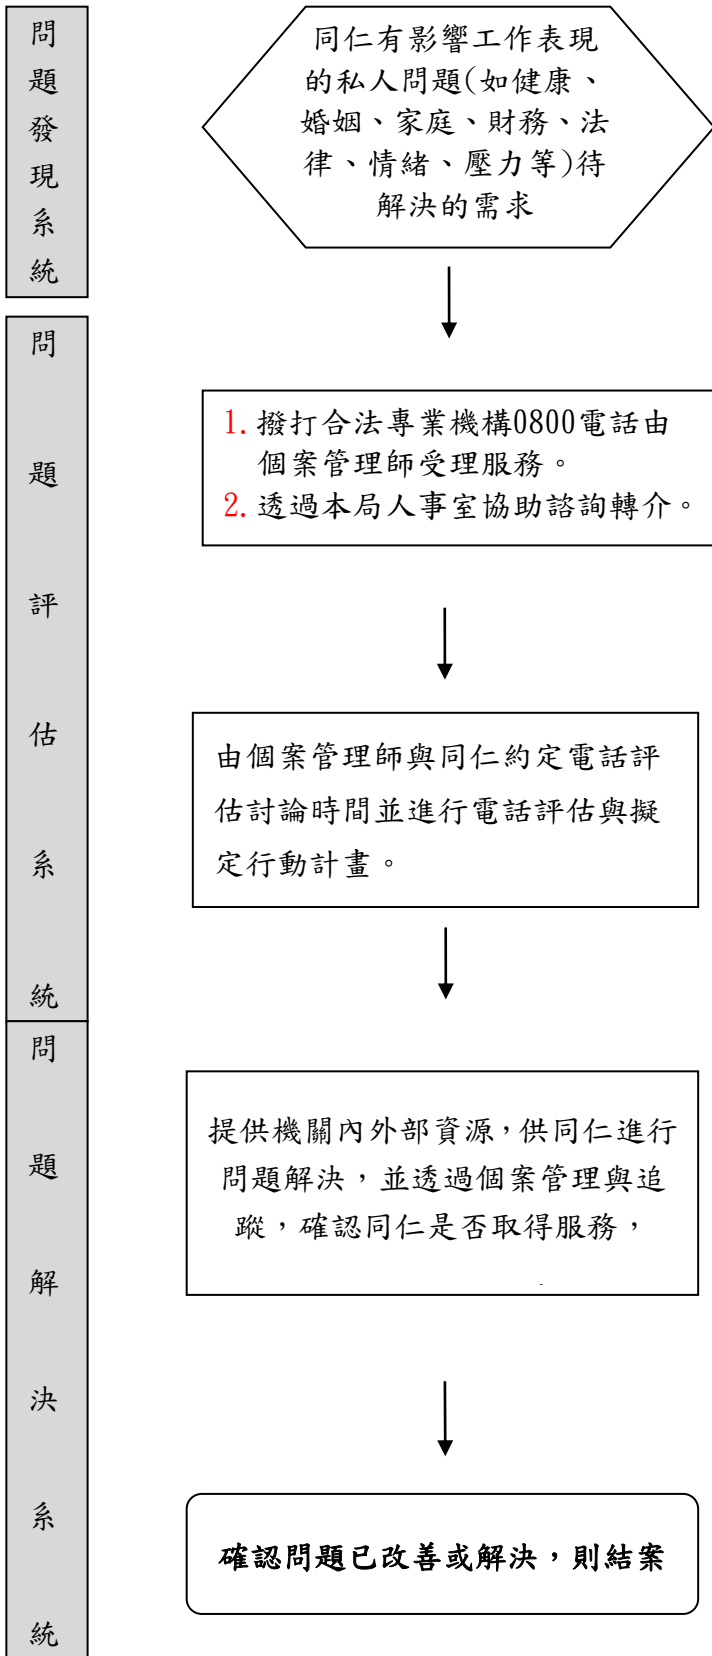 問題發現系統
同仁有影響工作表現
的私人問題(如健康、
婚姻、家庭、財務、法
律、情緒、壓力等)待
解決的需求
問題評估系統
1. 撥打合法專業機構0800電話由
個案管理師受理服務。
2. 透過本局人事室協助諮詢轉介。
由個案管理師與同仁約定電話評
估討論時間並進行電話評估與擬
定行動計畫。
問題解決系統
提供機關內外部資源，供同仁進行
問題解決，並透過個案管理與追
蹤，確認同仁是否取得服務，
確認問題已改善或解決，則結案